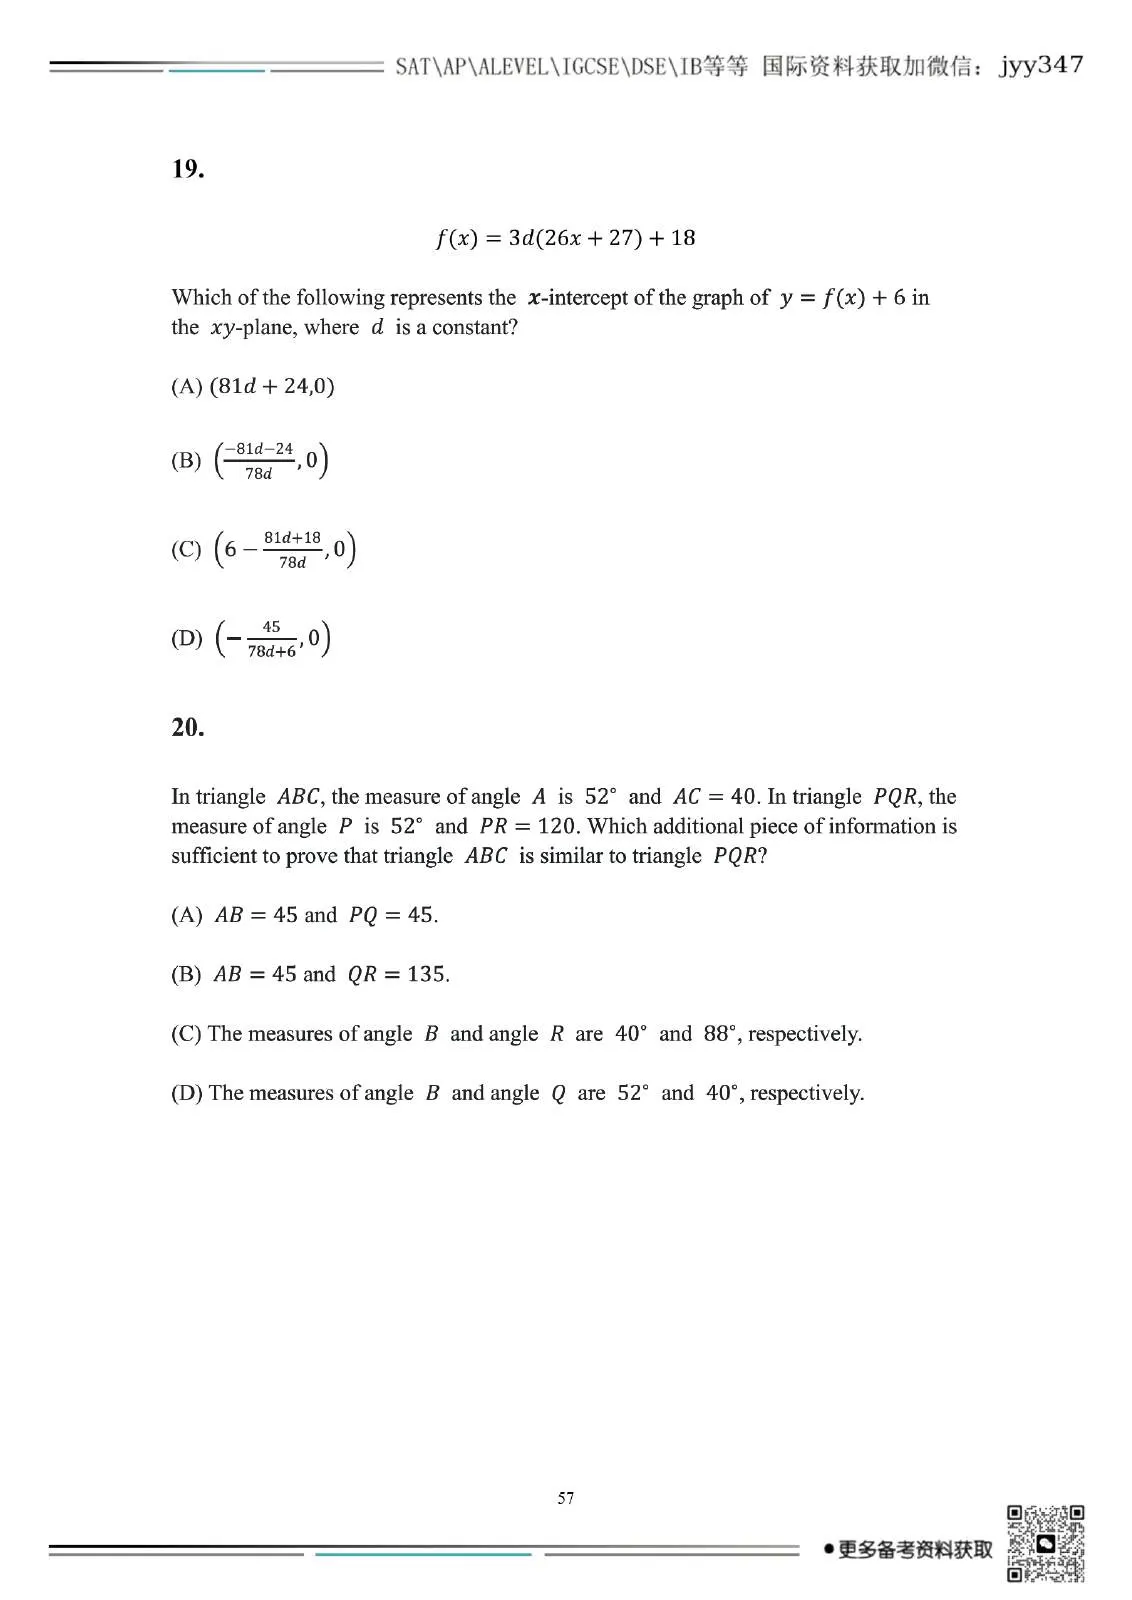 SAT\AP\ALEVEL\IGCSE\DSE\IB等等 国际资料获取加微信: jyy347
19.
f(x) = 3d(26x + 27) + 18
Which of the following represents the x-intercept of the graph of y = f(x) + 6 in
the xy-plane, where d is a constant?
(A) (81d + 24,0)
(B) (\frac{-81d-24}{78d}, 0)
(C) (6 − \frac{81d+18}{78d}, 0)
(D) (−\frac{45}{78d+6}, 0)
20.
In triangle ABC, the measure of angle A is 52° and AC = 40. In triangle PQR, the
measure of angle P is 52° and PR = 120. Which additional piece of information is
sufficient to prove that triangle ABC is similar to triangle PQR?
(A) AB = 45 and PQ = 45.
(B) AB = 45 and QR = 135.
(C) The measures of angle B and angle R are 40° and 88°, respectively.
(D) The measures of angle B and angle Q are 52° and 40°, respectively.
57
●更多备考资料获取